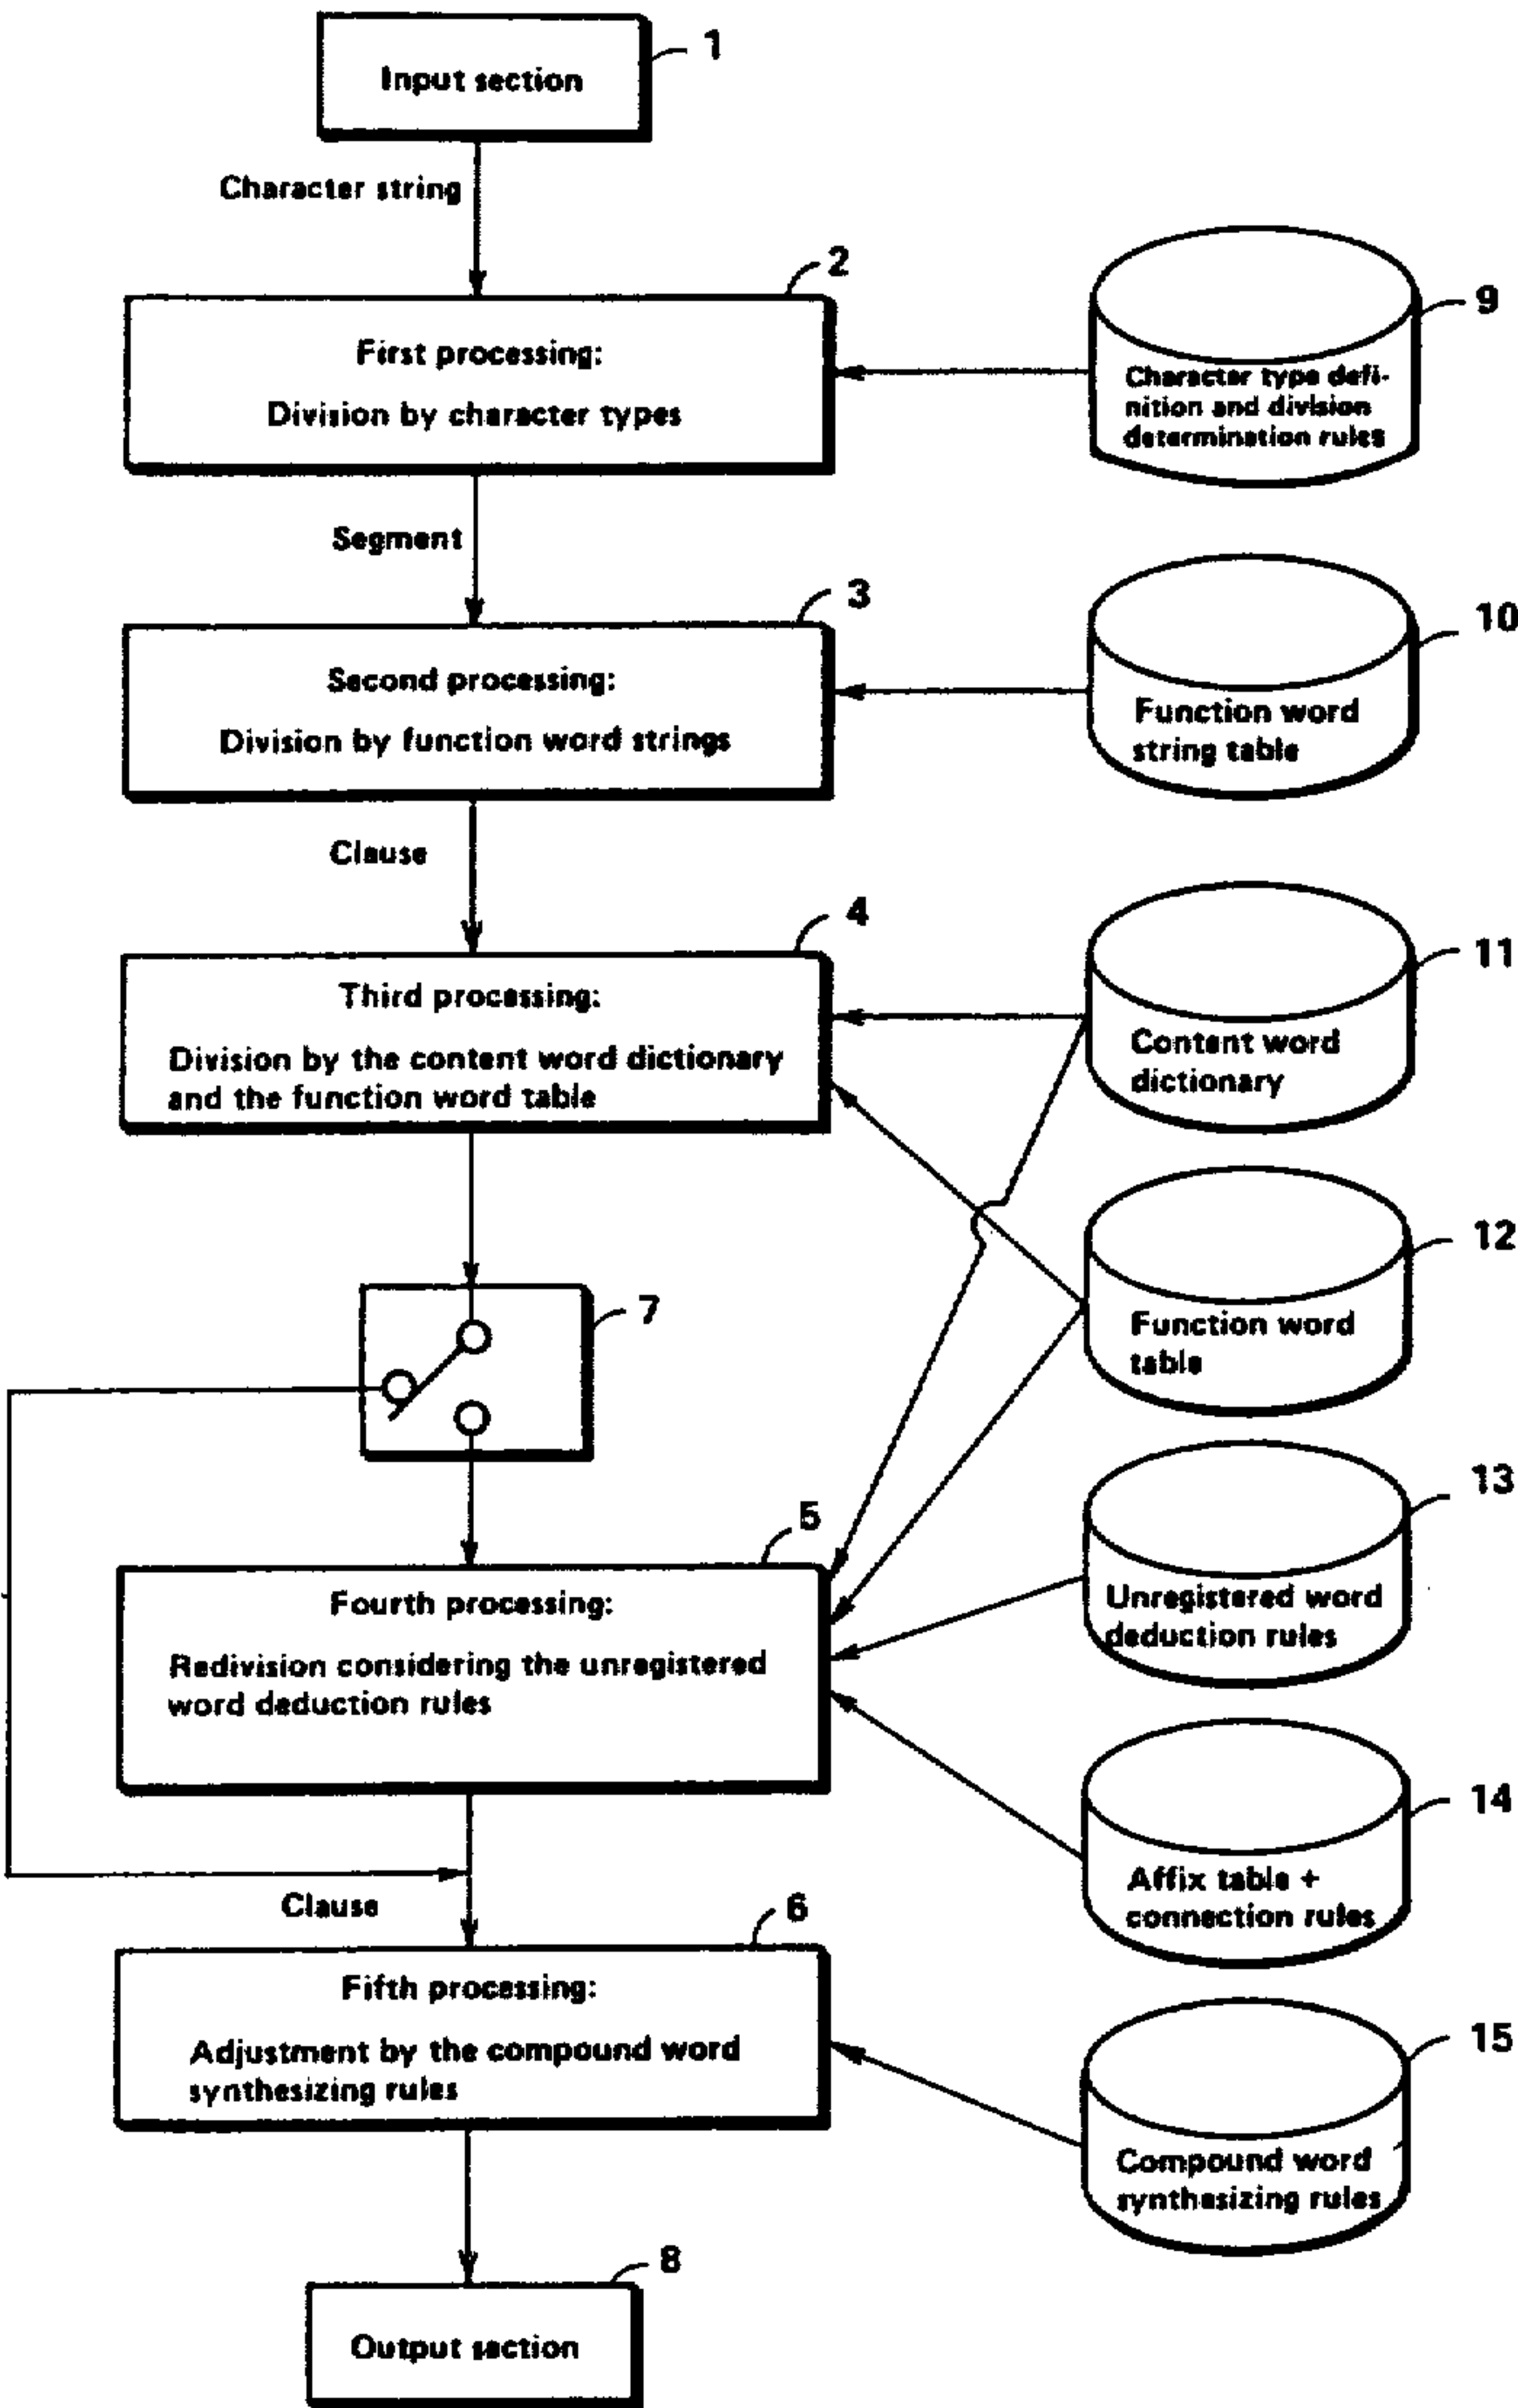 1
Input section
Character string
2
First processing:
Division by character types
9
Character type defi-
nition and division
determination rules
Segment
3
Second processing:
Division by function word strings
10
Function word
string table
Clause
4
Third processing:
Division by the content word dictionary
and the function word table
11
Content word
dictionary
12
Function word
table
7
13
Unregistered word
deduction rules
5
Fourth processing:
Redivision considering the unregistered
word deduction rules
14
Affix table +
connection rules
Clause
6
Fifth processing:
Adjustment by the compound word
synthesizing rules
15
Compound word
synthesizing rules
8
Output section